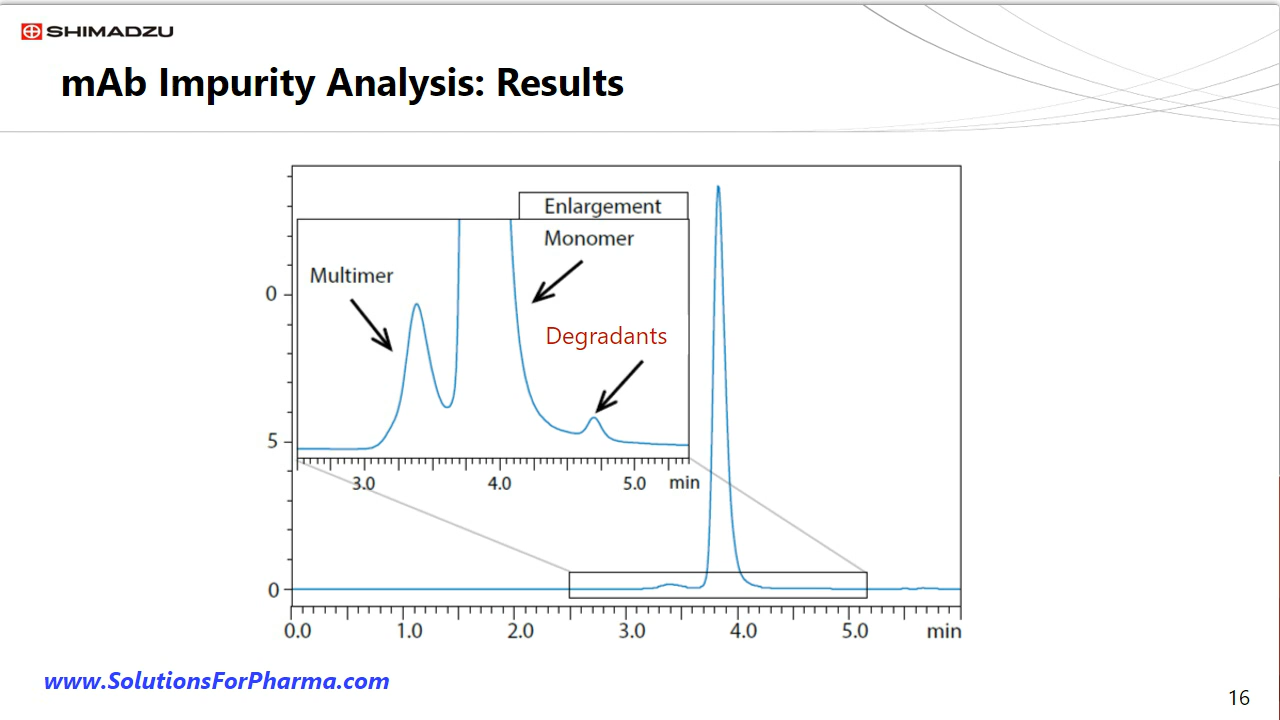 SHIMADZU
mAb Impurity Analysis: Results
Enlargement
Monomer
Multimer
Degradants
0
5
0
3.0 4.0 5.0 min
0.0 1.0 2.0 3.0 4.0 5.0 min
www.SolutionsForPharma.com
16